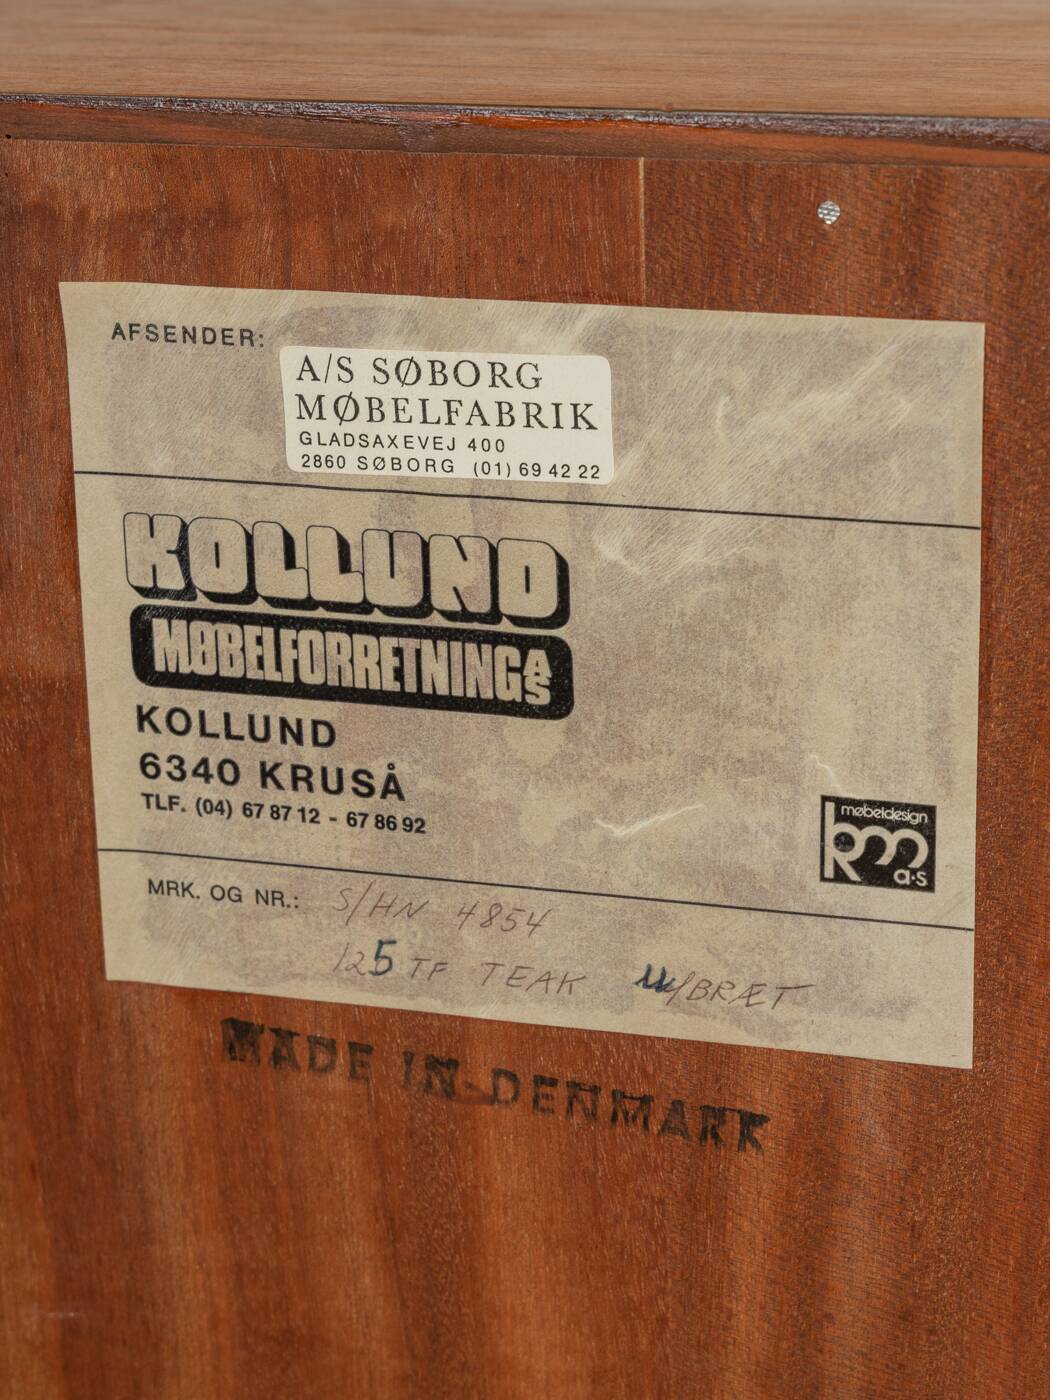 AFSENDER:
A/S SØBORG
MØBELFABRIK
GLADSAXEVEJ 400
2860 SØBORG (01) 69 42 22
KOLLUND
MØBELFORRETNING A/S
KOLLUND
6340 KRUSÅ
TLF. (04) 67 87 12 - 67 86 92
møbeldesign
km
a·s
MRK. OG NR.: S/HN 4854
125 TF TEAK u/BRÆT
MADE IN DENMARK